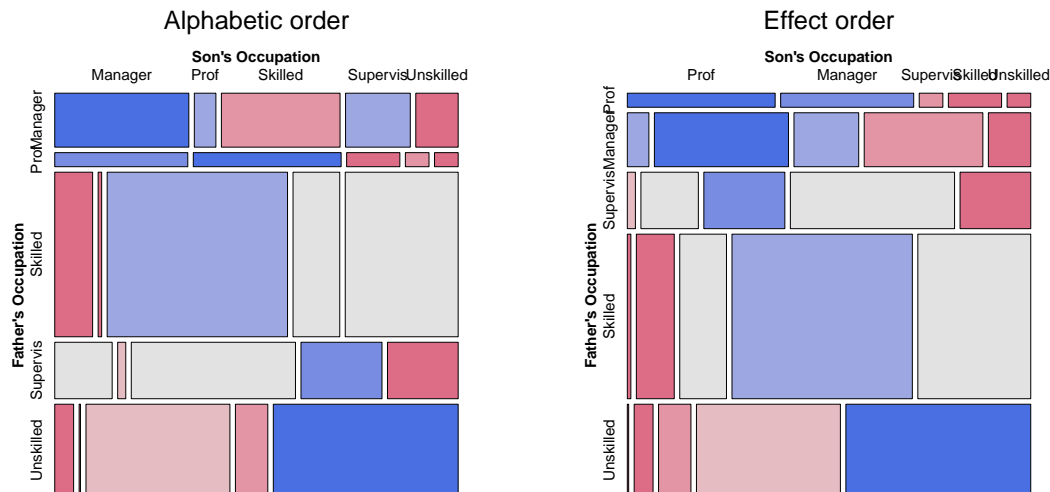 Alphabetic order
Son's Occupation
Manager Prof Skilled Supervis Unskilled
Father's Occupation
Manager
Prof
Skilled
Supervis
Unskilled
Effect order
Son's Occupation
Prof Manager Supervis Skilled Unskilled
Father's Occupation
Prof
Manager
Supervis
Skilled
Unskilled